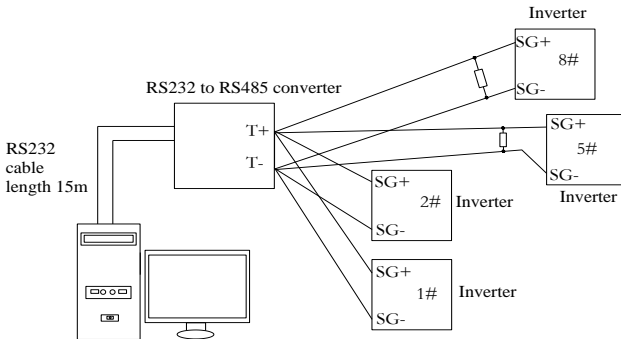 Inverter
SG+
8#
SG-
RS232 to RS485 converter
T+
T-
RS232
cable
length 15m
SG+
5#
SG-
Inverter
SG+
2#
SG-
Inverter
SG+
1#
SG-
Inverter